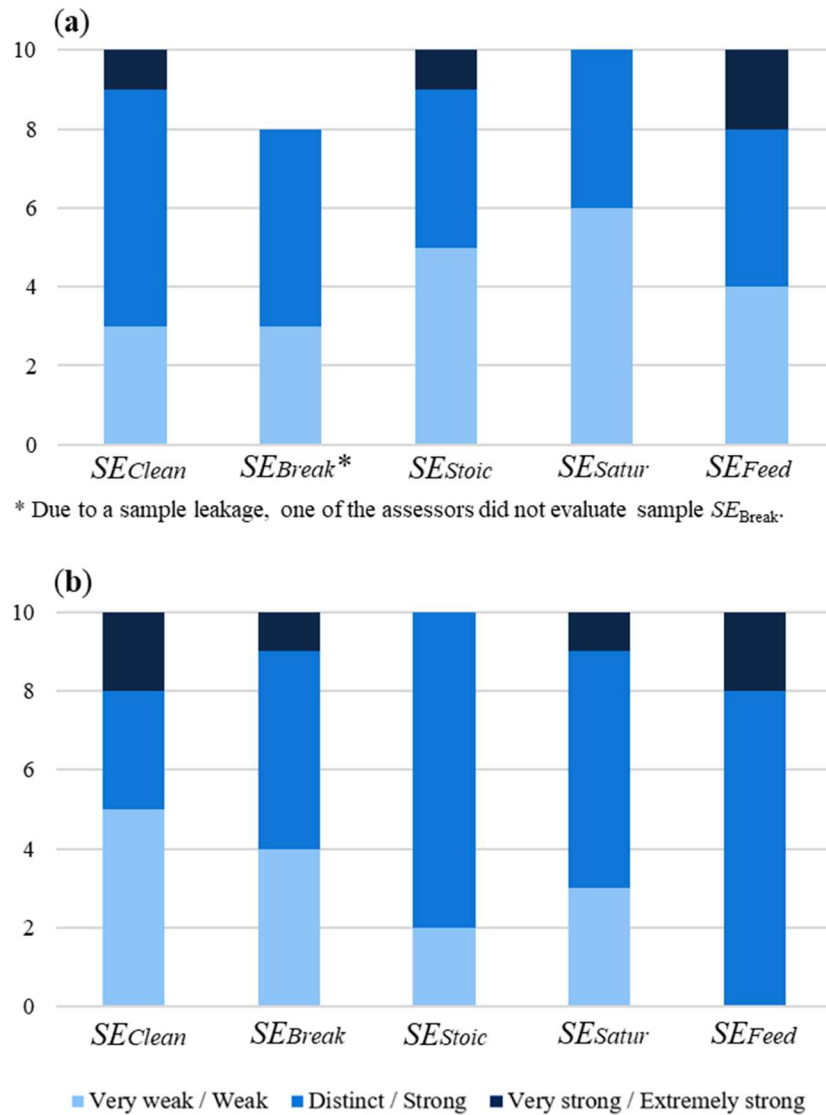 (a)
10
8
6
4
2
0
SEClean SEBreak* SEStoic SESatur SEFeed
* Due to a sample leakage, one of the assessors did not evaluate sample SEBreak.
(b)
10
8
6
4
2
0
SEClean SEBreak SEStoic SESatur SEFeed
Very weak / Weak Distinct / Strong Very strong / Extremely strong